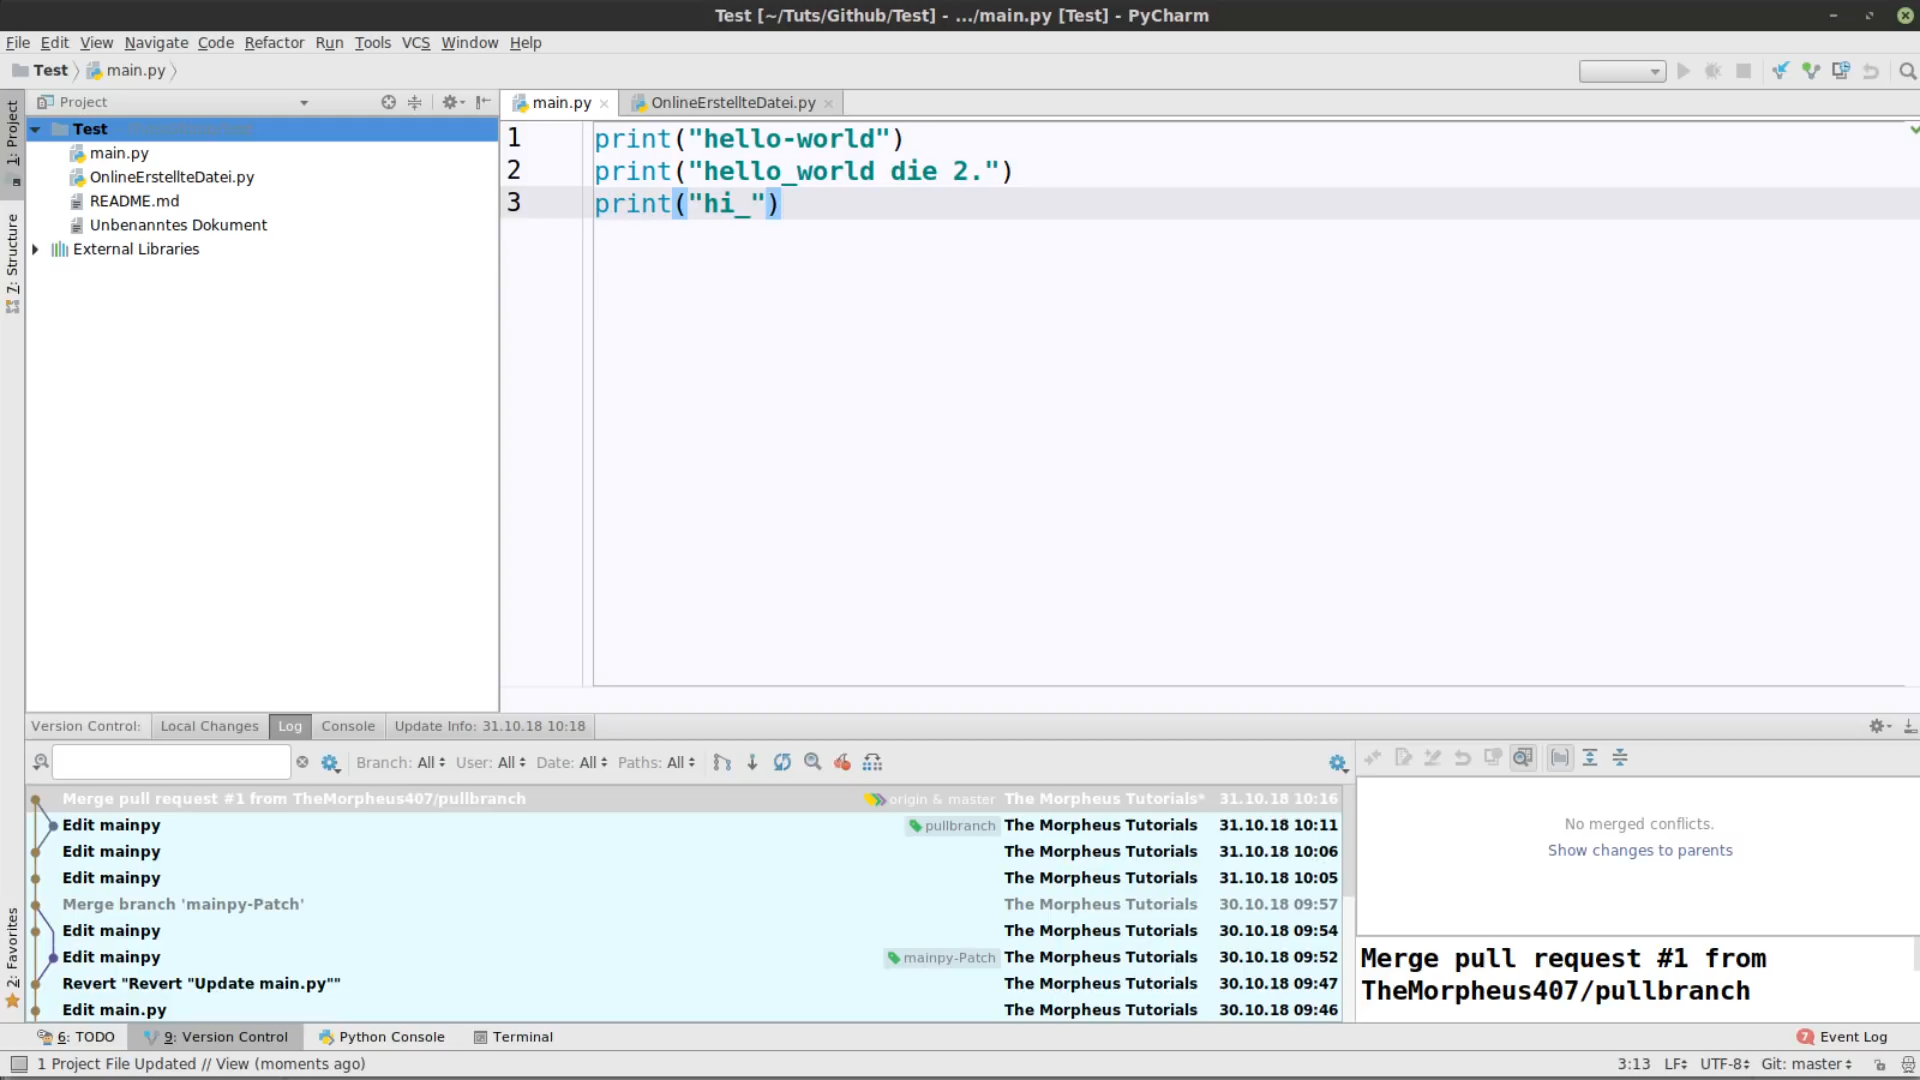 Test [~/Tuts/Github/Test] - .../main.py [Test] - PyCharm
File Edit View Navigate Code Refactor Run Tools VCS Window Help
Test main.py
1: Project
7: Structure
2: Favorites
Project
Test
main.py
OnlineErstellteDatei.py
README.md
Unbenanntes Dokument
External Libraries
main.py OnlineErstellteDatei.py
1 print("hello-world")
2 print("hello_world die 2.")
3 print("hi_")
Version Control: Local Changes Log Console Update Info: 31.10.18 10:18
Branch: All User: All Date: All Paths: All
Merge pull request #1 from TheMorpheus407/pullbranch origin & master The Morpheus Tutorials* 31.10.18 10:16
Edit mainpy pullbranch The Morpheus Tutorials 31.10.18 10:11
Edit mainpy The Morpheus Tutorials 31.10.18 10:06
Edit mainpy The Morpheus Tutorials 31.10.18 10:05
Merge branch 'mainpy-Patch' The Morpheus Tutorials 30.10.18 09:57
Edit mainpy The Morpheus Tutorials 30.10.18 09:54
Edit mainpy mainpy-Patch The Morpheus Tutorials 30.10.18 09:52
Revert "Revert "Update main.py"" The Morpheus Tutorials 30.10.18 09:47
Edit main.py The Morpheus Tutorials 30.10.18 09:46
No merged conflicts.
Show changes to parents
Merge pull request #1 from
TheMorpheus407/pullbranch
6: TODO 9: Version Control Python Console Terminal 7 Event Log
1 Project File Updated // View (moments ago) 3:13 LF UTF-8 Git: master